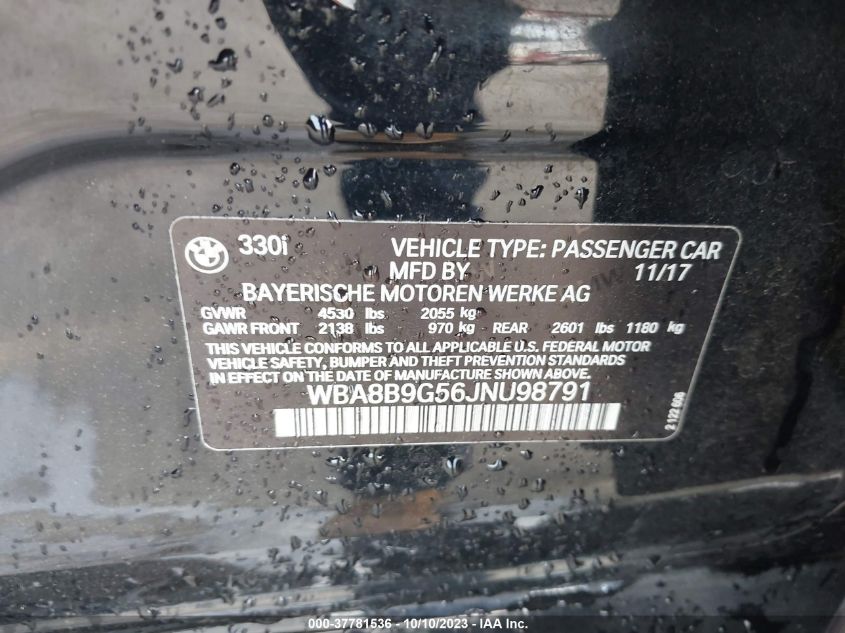 330i VEHICLE TYPE: PASSENGER CAR
MFD BY 11/17
BAYERISCHE MOTOREN WERKE AG
GVWR 4530 lbs 2055 kg
GAWR FRONT 2138 lbs 970 kg REAR 2601 lbs 1180 kg
THIS VEHICLE CONFORMS TO ALL APPLICABLE U.S. FEDERAL MOTOR
VEHICLE SAFETY, BUMPER AND THEFT PREVENTION STANDARDS
IN EFFECT ON THE DATE OF MANUFACTURE SHOWN ABOVE.
WBA8B9G56JNU98791
000-37781536 - 10/10/2023 - IAA Inc.